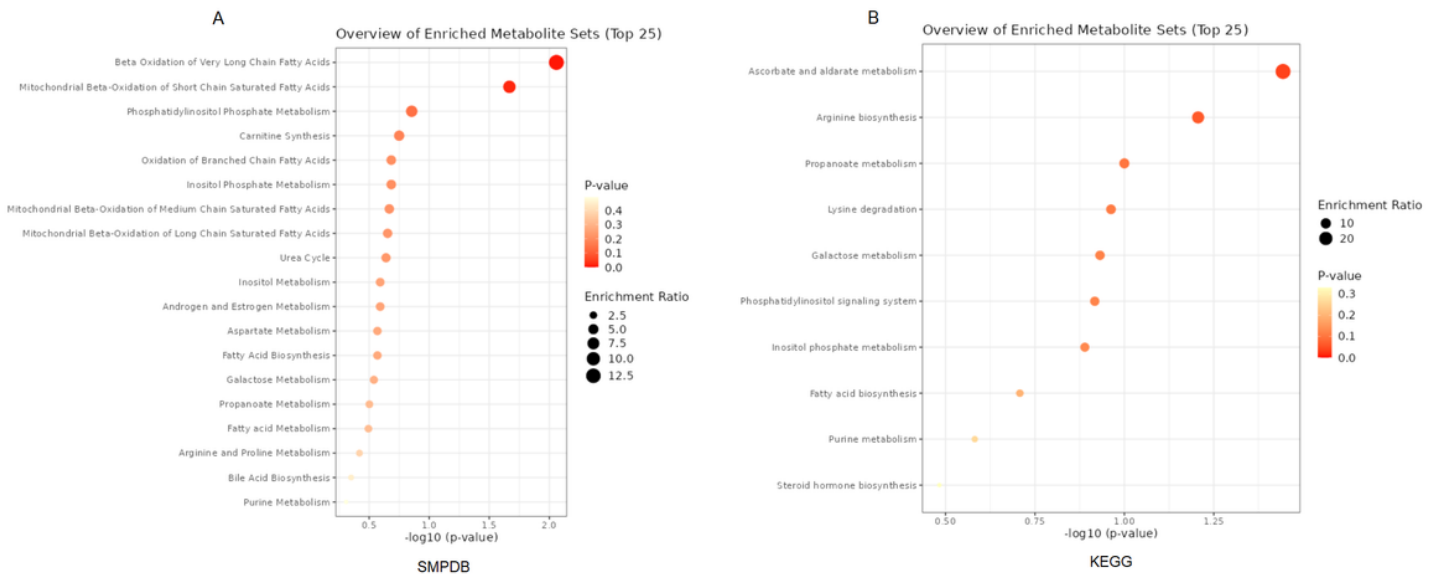 A
Overview of Enriched Metabolite Sets (Top 25)
Beta Oxidation of Very Long Chain Fatty Acids
Mitochondrial Beta-Oxidation of Short Chain Saturated Fatty Acids
Phosphatidylinositol Phosphate Metabolism
Carnitine Synthesis
Oxidation of Branched Chain Fatty Acids
Inositol Phosphate Metabolism
Mitochondrial Beta-Oxidation of Medium Chain Saturated Fatty Acids
Mitochondrial Beta-Oxidation of Long Chain Saturated Fatty Acids
Urea Cycle
Inositol Metabolism
Androgen and Estrogen Metabolism
Aspartate Metabolism
Fatty Acid Biosynthesis
Galactose Metabolism
Propanoate Metabolism
Fatty acid Metabolism
Arginine and Proline Metabolism
Bile Acid Biosynthesis
Purine Metabolism
0.5 1.0 1.5 2.0
-log10 (p-value)
SMPDB
P-value
0.4
0.3
0.2
0.1
0.0
Enrichment Ratio
2.5
5.0
7.5
10.0
12.5
B
Overview of Enriched Metabolite Sets (Top 25)
Ascorbate and aldarate metabolism
Arginine biosynthesis
Propanoate metabolism
Lysine degradation
Galactose metabolism
Phosphatidylinositol signaling system
Inositol phosphate metabolism
Fatty acid biosynthesis
Purine metabolism
Steroid hormone biosynthesis
0.50 0.75 1.00 1.25
-log10 (p-value)
KEGG
Enrichment Ratio
10
20
P-value
0.3
0.2
0.1
0.0